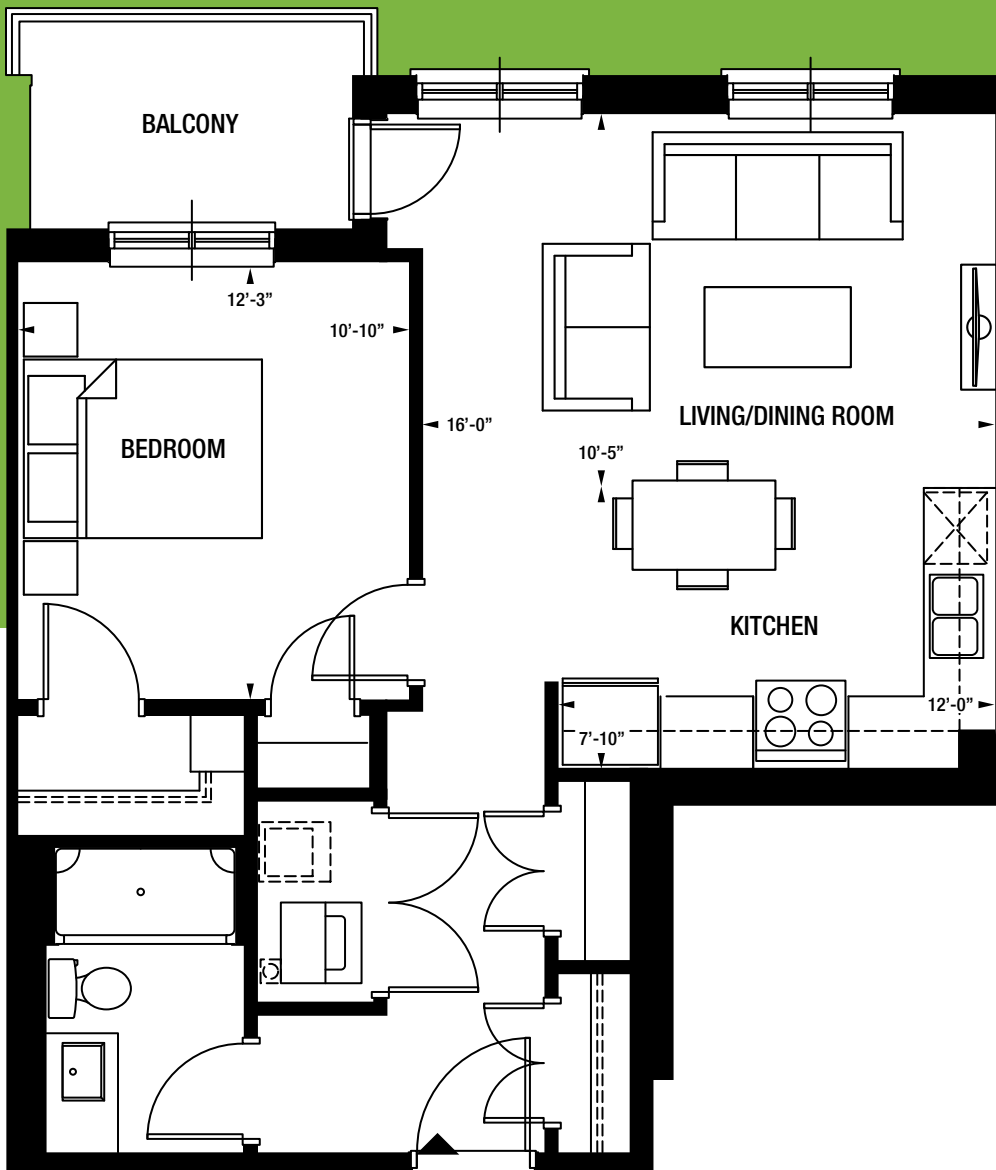 BALCONY
12’-3”
10’-10”
BEDROOM
16’-0”
LIVING/DINING ROOM
10’-5”
KITCHEN
12’-0”
7’-10”